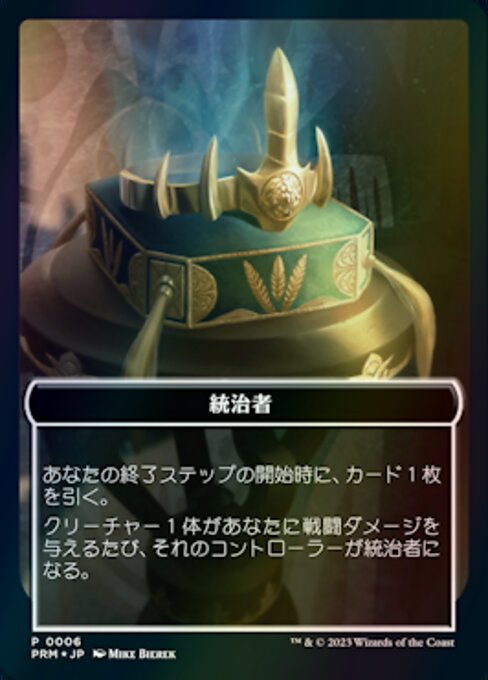 統治者
あなたの終了ステップの開始時に、カード１枚
を引く。
クリーチャー１体があなたに戦闘ダメージを
与えるたび、それのコントローラーが統治者に
なる。
P 0006
PRM★JP Mike Bierek
™ & © 2023 Wizards of the Coast